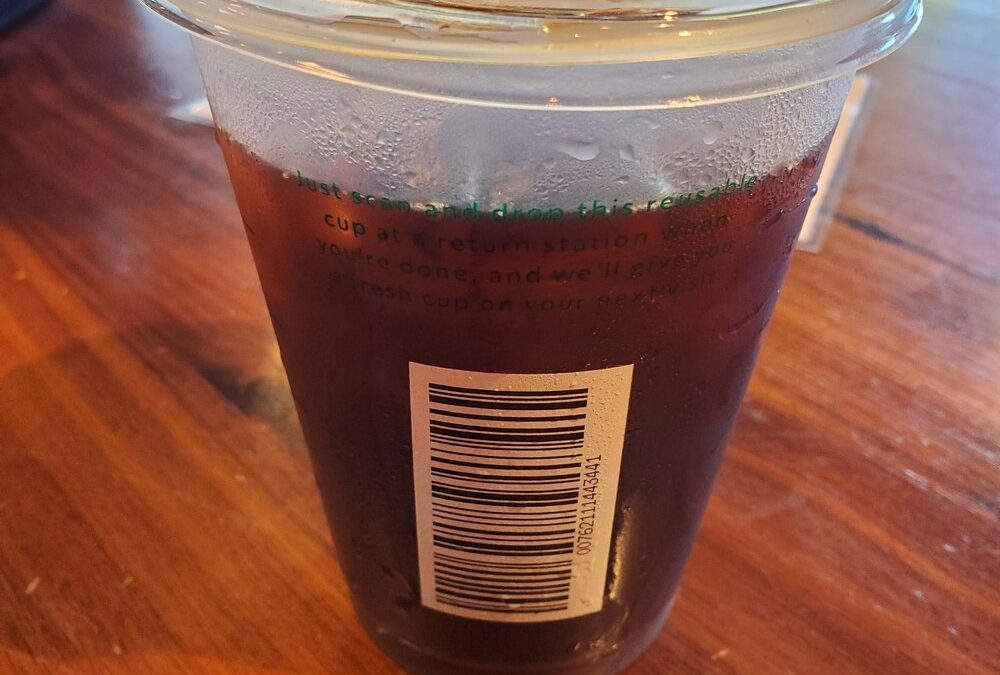 Just scan and drop this reusable
cup at a return station when
you're done, and we'll give you
a fresh cup on your next visit
00762111443441